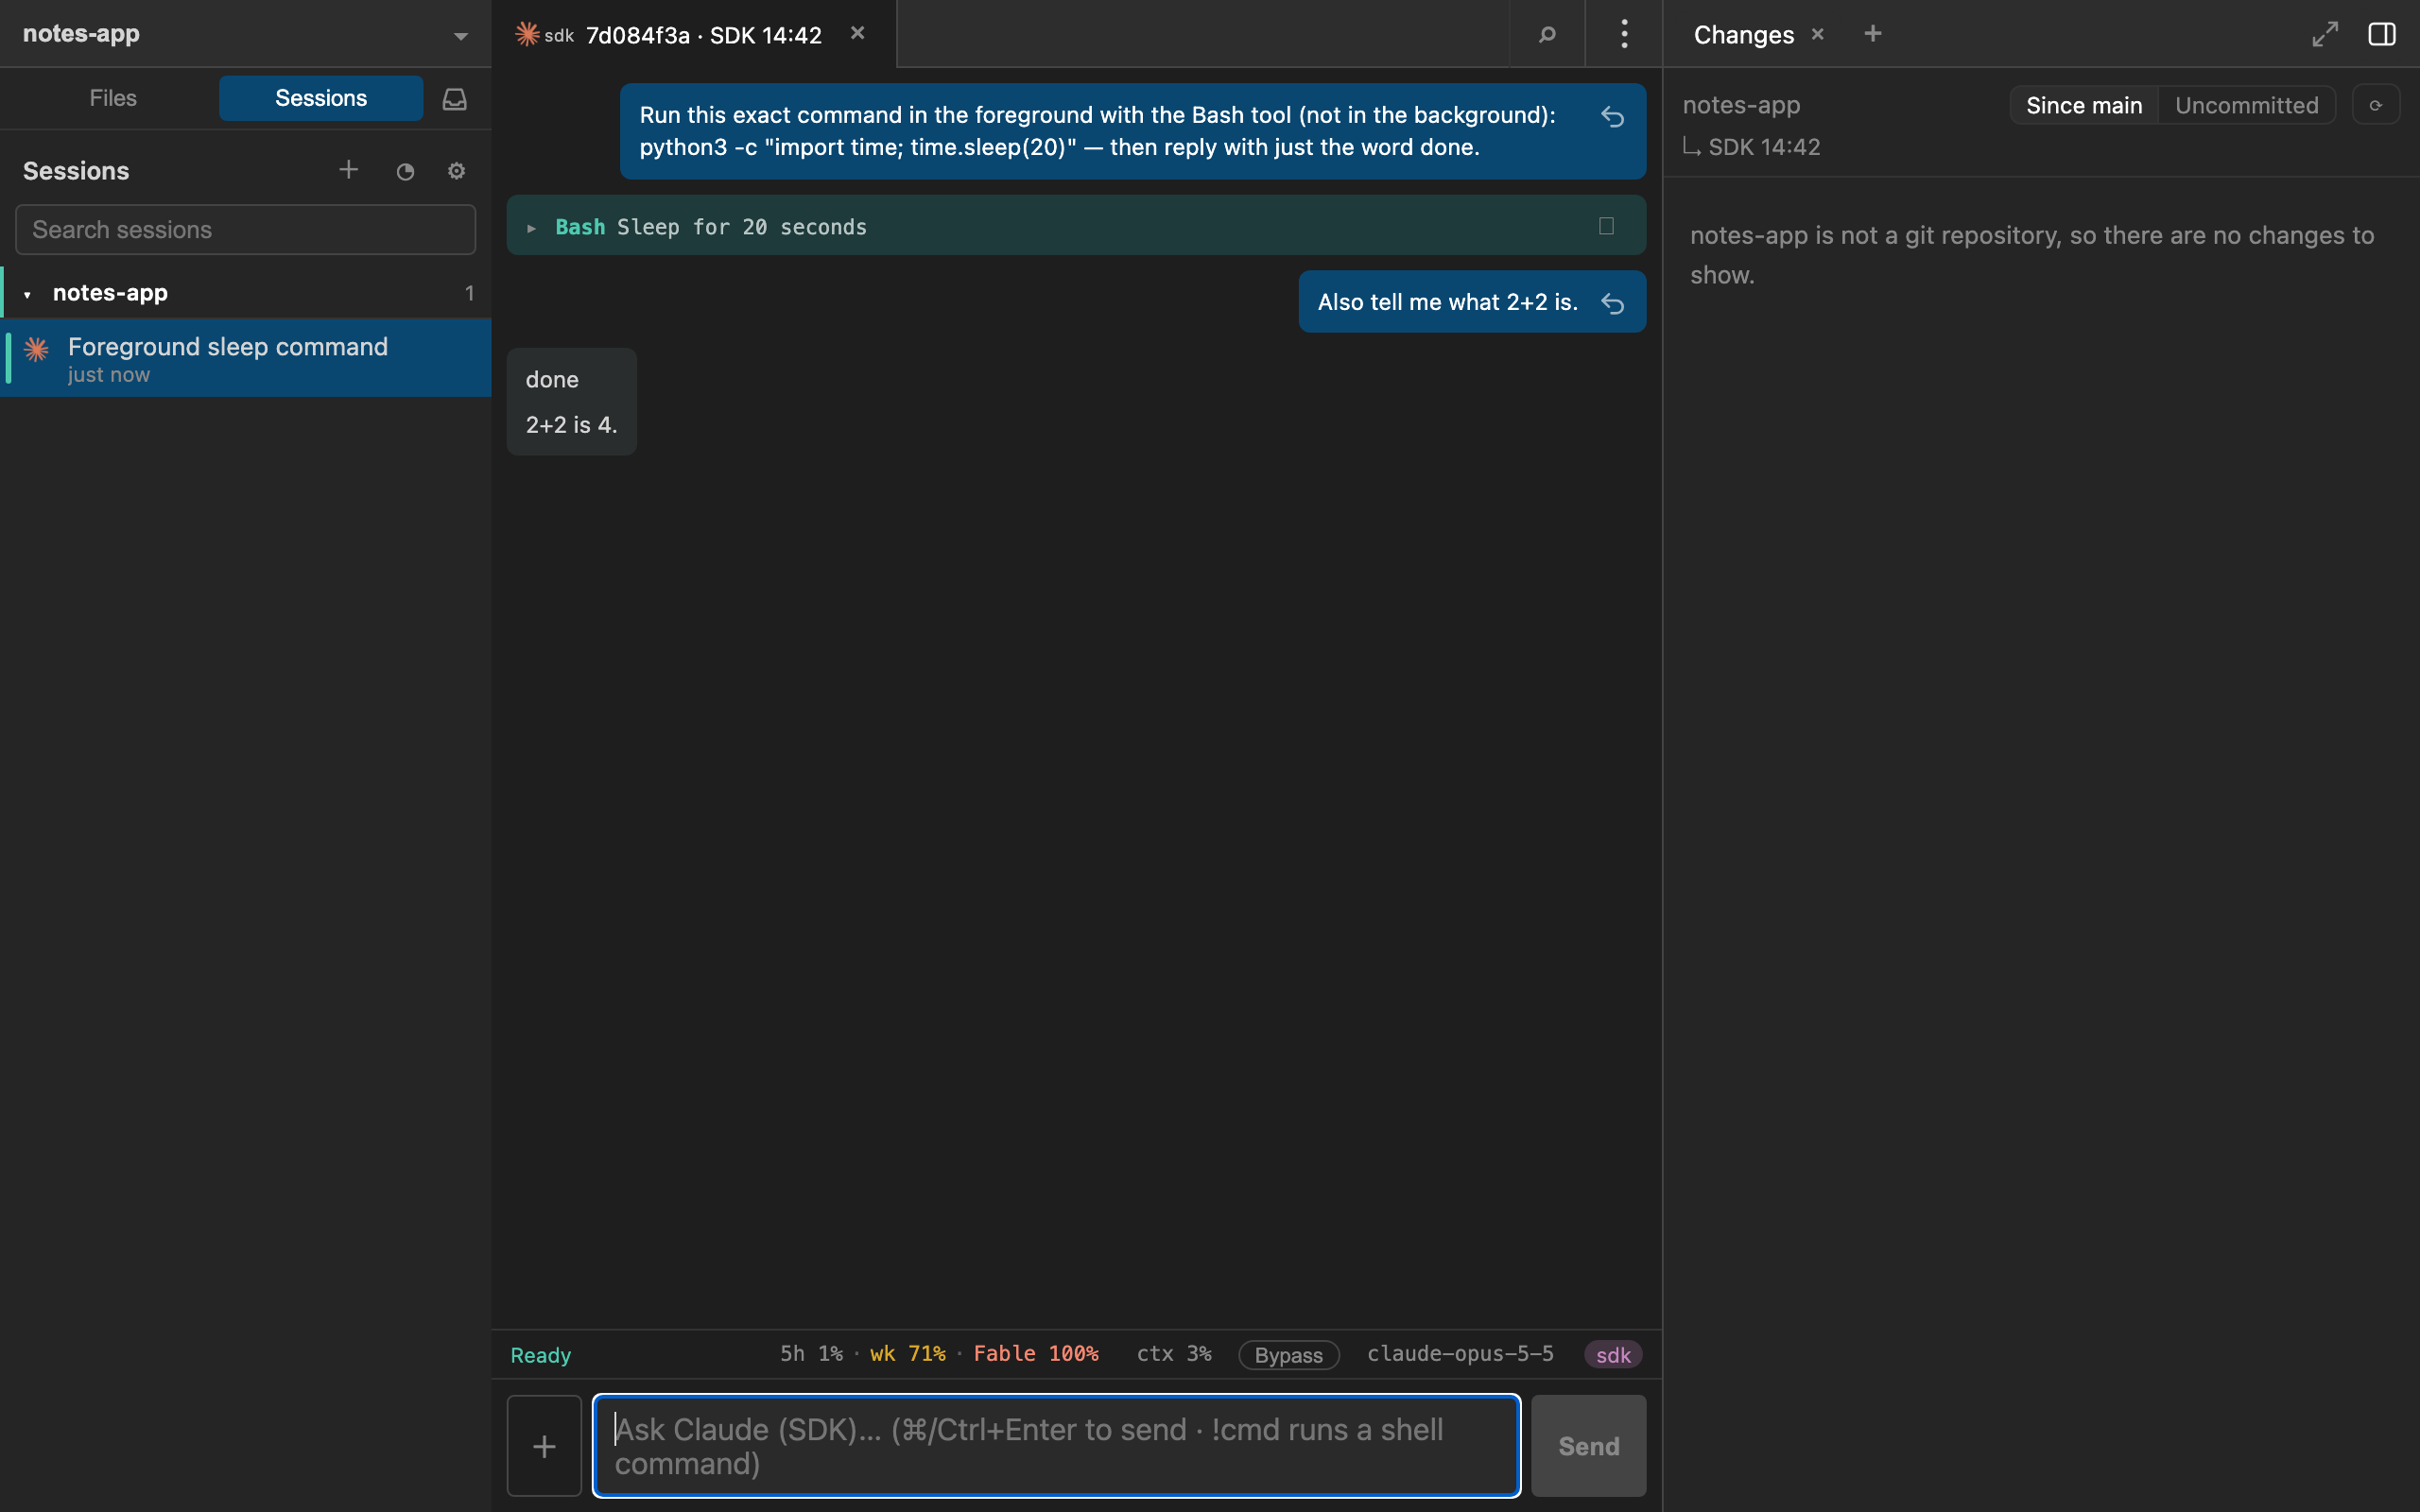 notes-app
Files
Sessions
Sessions
Search sessions
notes-app
1
Foreground sleep command
just now
sdk 7d084f3a · SDK 14:42
Run this exact command in the foreground with the Bash tool (not in the background):
python3 -c "import time; time.sleep(20)" — then reply with just the word done.
Bash Sleep for 20 seconds
Also tell me what 2+2 is.
done
2+2 is 4.
Ready
5h 1% · wk 71% · Fable 100%
ctx 3%
Bypass
claude-opus-5-5
sdk
Ask Claude (SDK)... (⌘/Ctrl+Enter to send · !cmd runs a shell
command)
Send
Changes
notes-app
Since main
Uncommitted
SDK 14:42
notes-app is not a git repository, so there are no changes to
show.